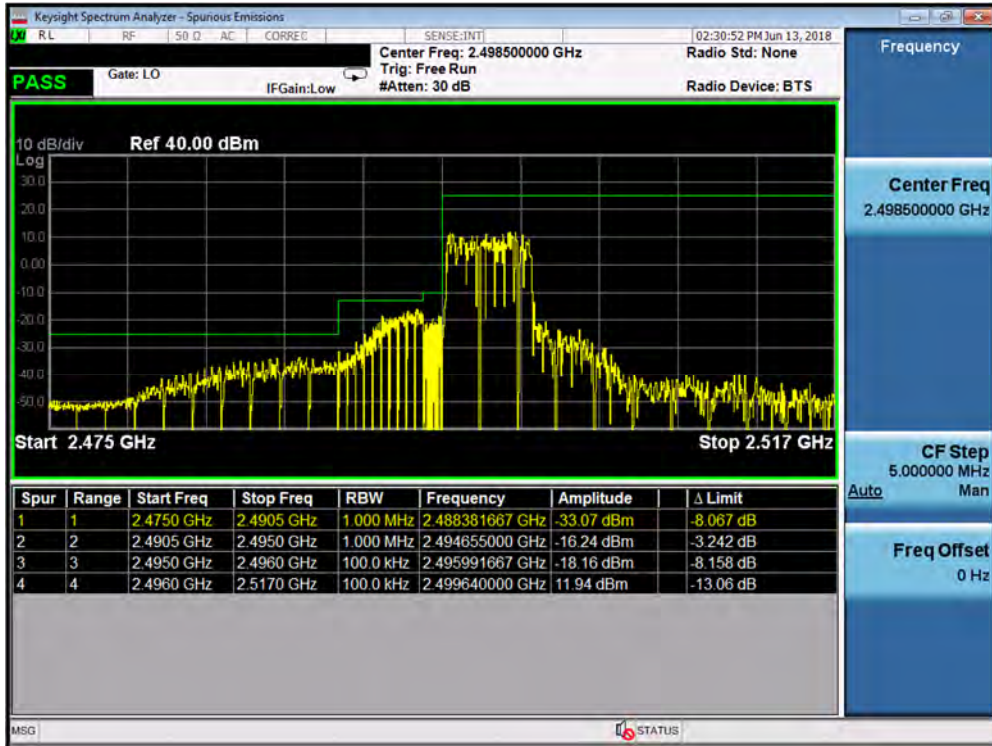 Keysight Spectrum Analyzer - Spurious Emissions
LXI RL RF 50 Ω AC CORREC SENSE:INT 02:30:52 PM Jun 13, 2018
Center Freq: 2.498500000 GHz Radio Std: None
Trig: Free Run
PASS Gate: LO IFGain:Low #Atten: 30 dB Radio Device: BTS
10 dB/div Ref 40.00 dBm
Log
30.0
20.0
10.0
0.00
-10.0
-20.0
-30.0
-40.0
-50.0
Start 2.475 GHz Stop 2.517 GHz
Spur Range Start Freq Stop Freq RBW Frequency Amplitude Δ Limit
1 1 2.4750 GHz 2.4905 GHz 1.000 MHz 2.488381667 GHz -33.07 dBm -8.067 dB
2 2 2.4905 GHz 2.4950 GHz 1.000 MHz 2.494655000 GHz -16.24 dBm -3.242 dB
3 3 2.4950 GHz 2.4960 GHz 100.0 kHz 2.495991667 GHz -18.16 dBm -8.158 dB
4 4 2.4960 GHz 2.5170 GHz 100.0 kHz 2.499640000 GHz 11.94 dBm -13.06 dB
Frequency
Center Freq
2.498500000 GHz
CF Step
5.000000 MHz
Auto Man
Freq Offset
0 Hz
MSG STATUS